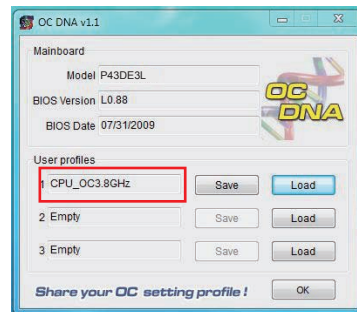 OC DNA v1.1
Mainboard
Model P43DE3L
BIOS Version L0.88
BIOS Date 07/31/2009
OC
DNA
User profiles
1 CPU_OC3.8GHz Save Load
2 Empty Save Load
3 Empty Save Load
Share your OC setting profile! OK